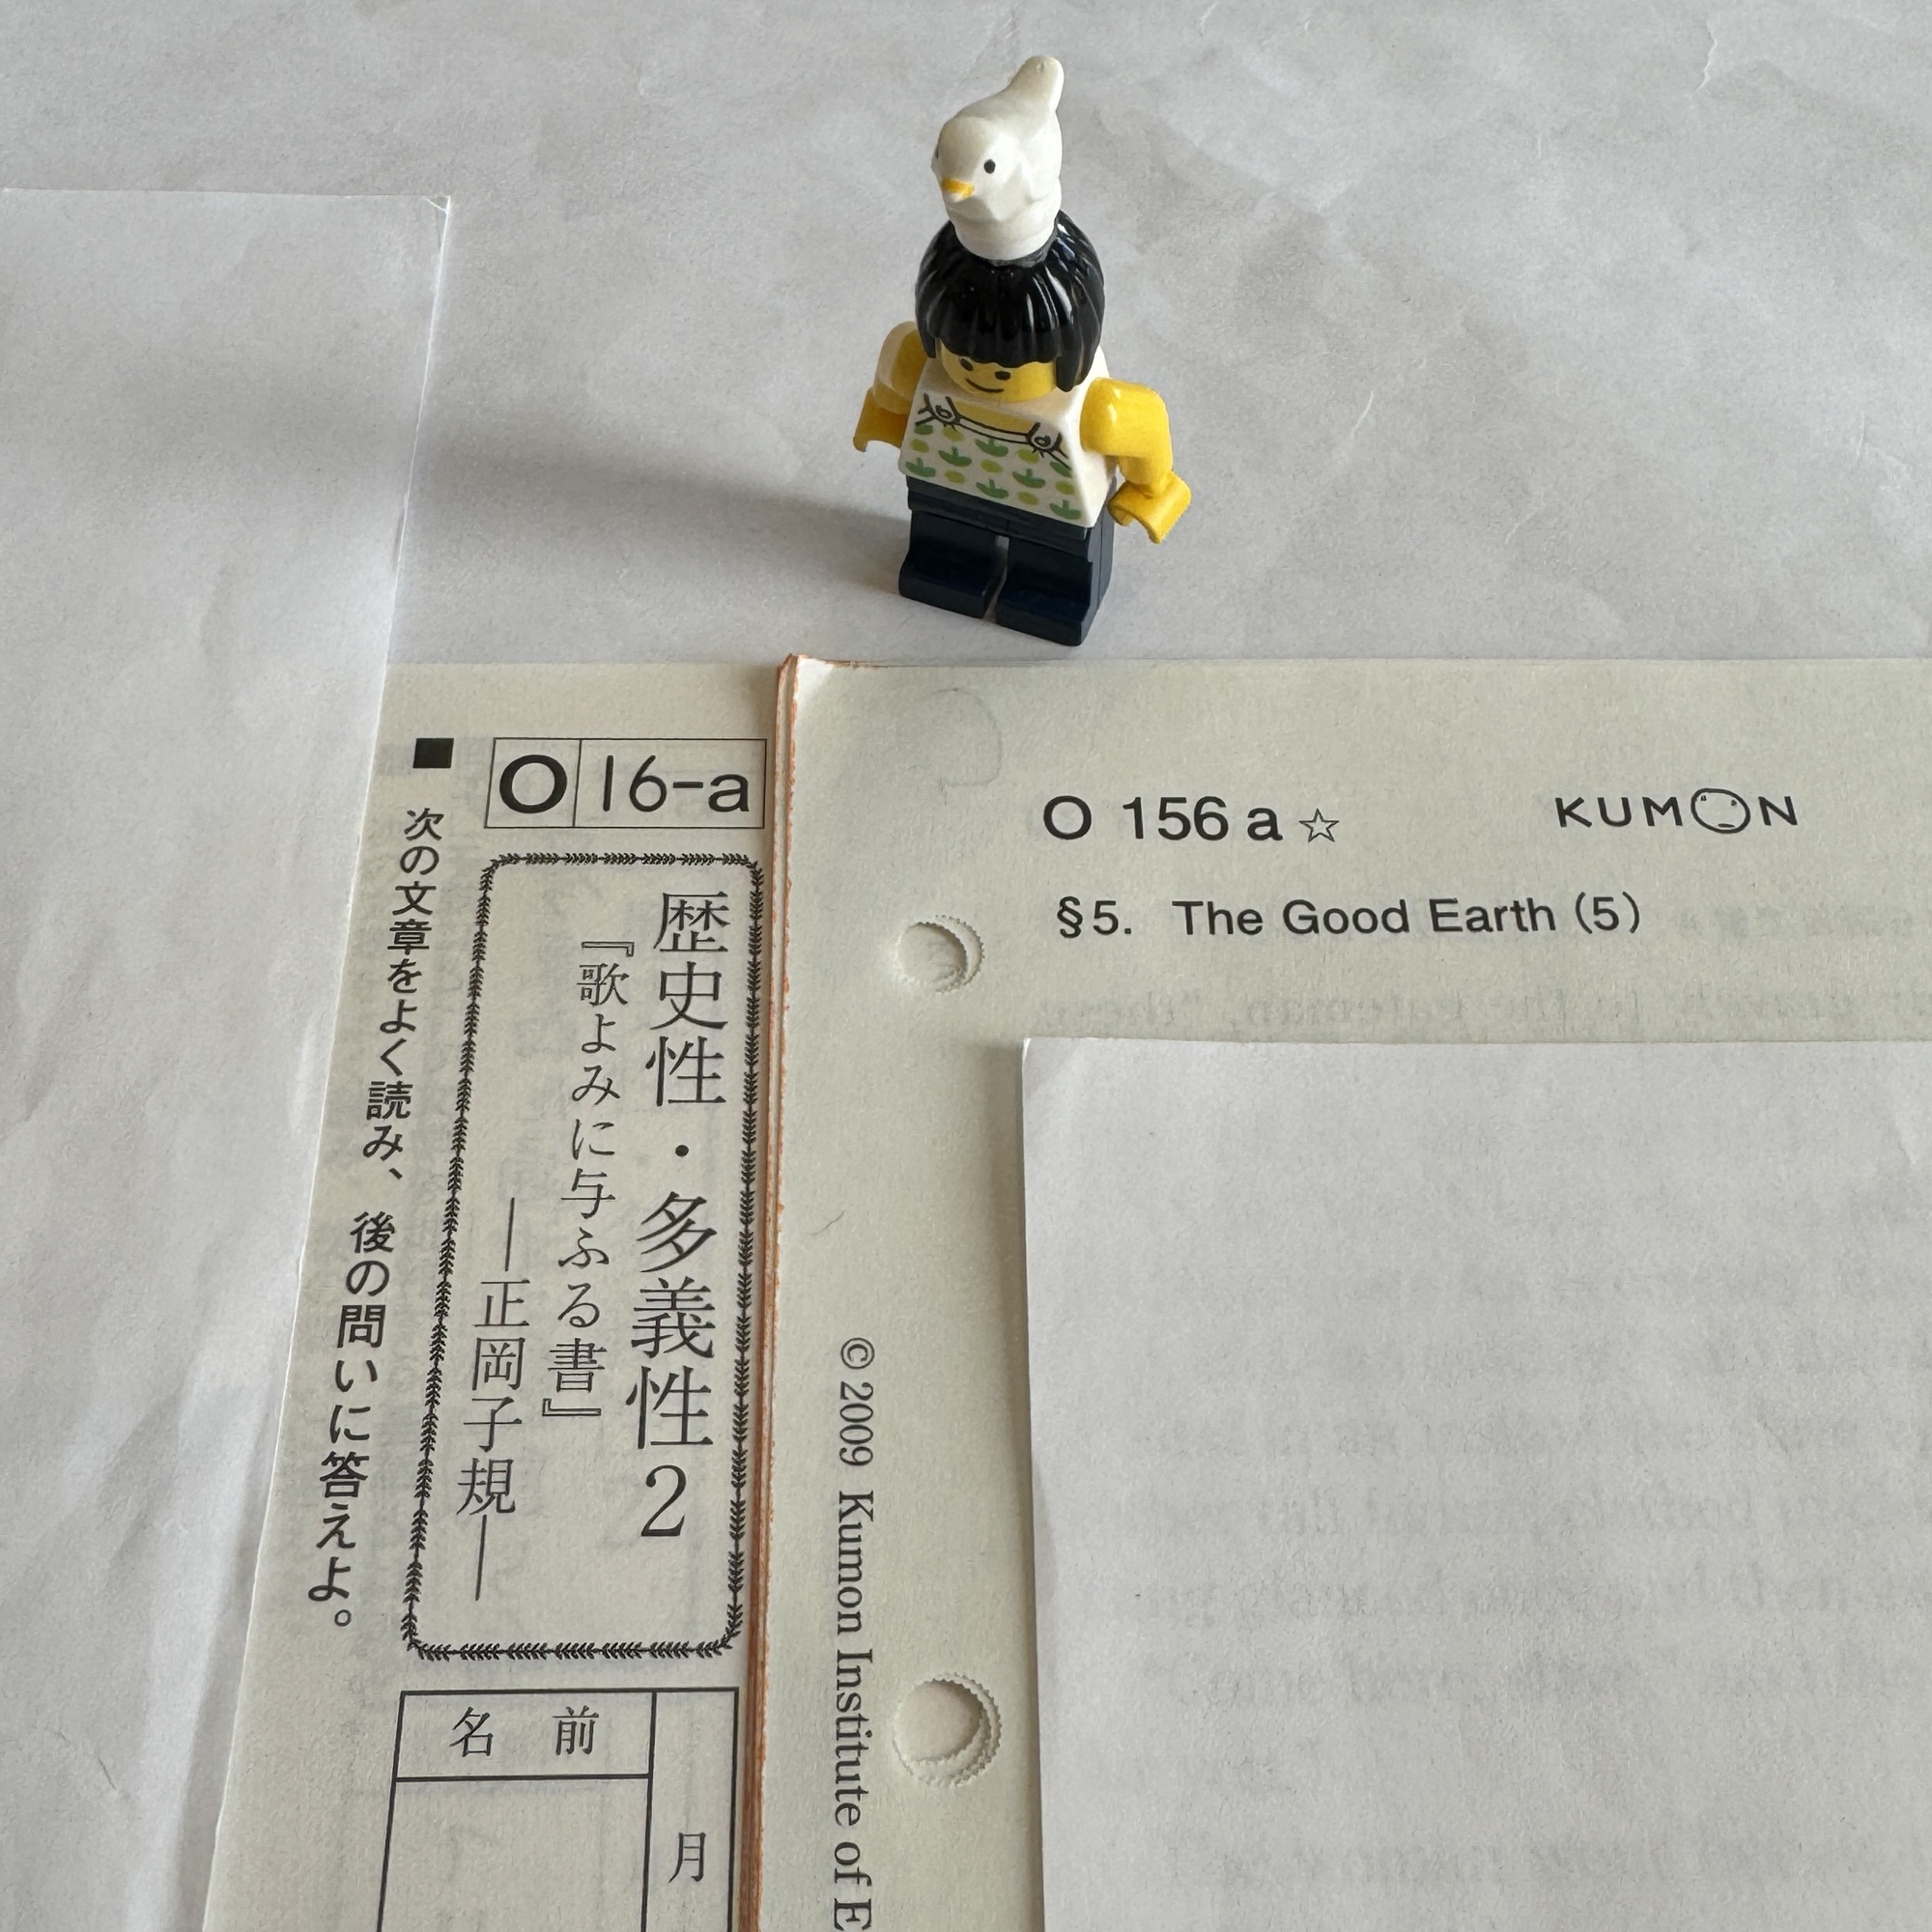 O 16-a
歴史性・多義性2
『歌よみに与ふる書』
―正岡子規―
■ 次の文章をよく読み、後の問いに答えよ。
月
名前
O 156 a ☆
KUMON
§5. The Good Earth (5)
© 2009 Kumon Institute of E